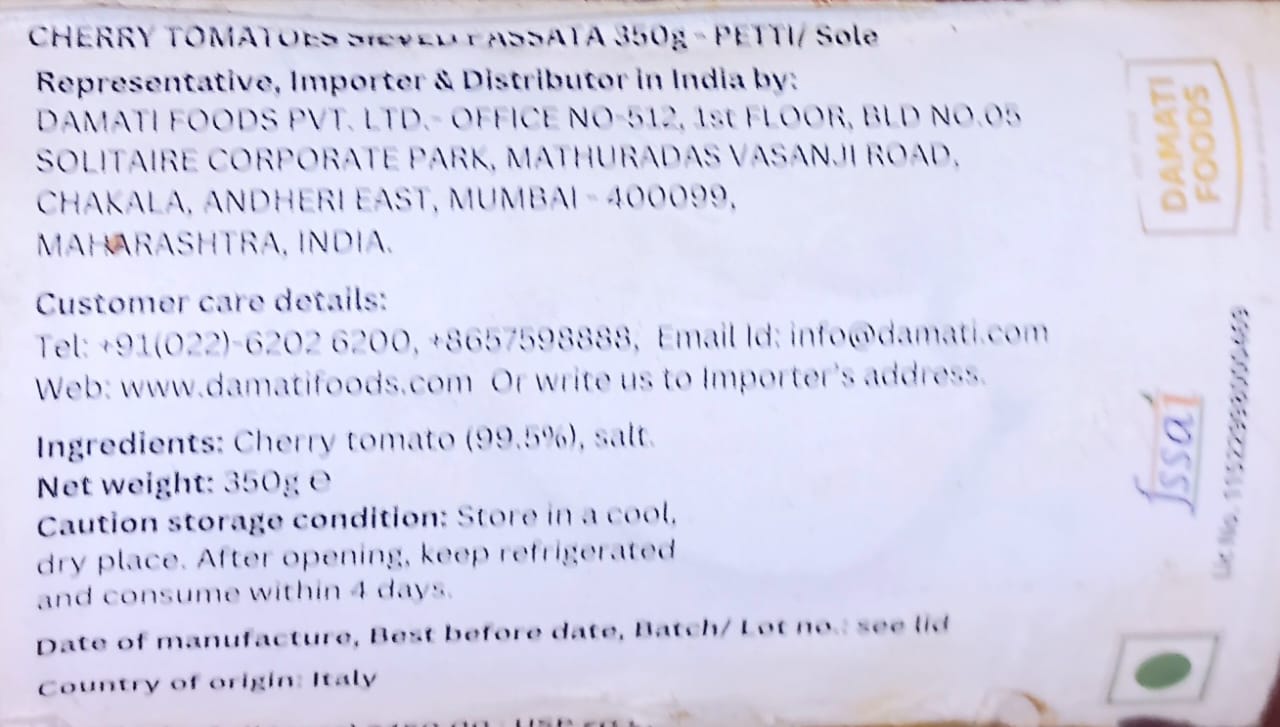 CHERRY TOMATOES SIEVED PASSATA 350g - PETTI/ Sole
Representative, Importer & Distributor in India by:
DAMATI FOODS PVT. LTD.- OFFICE NO-512, 1st FLOOR, BLD NO.05
SOLITAIRE CORPORATE PARK, MATHURADAS VASANJI ROAD,
CHAKALA, ANDHERI EAST, MUMBAI - 400099,
MAHARASHTRA, INDIA.
Customer care details:
Tel: +91(022)-6202 6200, +8657598888, Email Id: info@damati.com
Web: www.damatifoods.com Or write us to Importer's address.
Ingredients: Cherry tomato (99.5%), salt.
Net weight: 350g ℮
Caution storage condition: Store in a cool,
dry place. After opening, keep refrigerated
and consume within 4 days.
Date of manufacture, Best before date, Batch/ Lot no.: see lid
Country of origin: Italy
DAMATI
FOODS
fssai
Lic No.